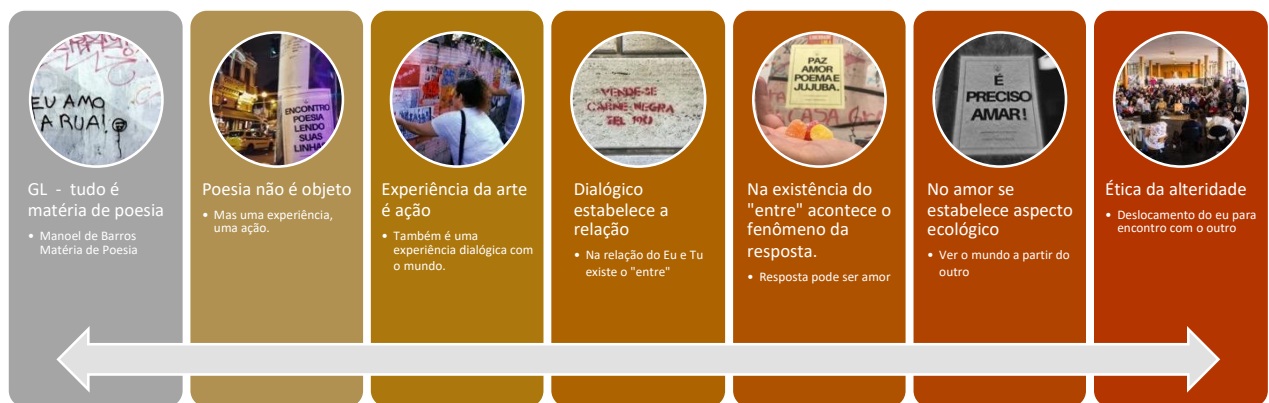 EU AMO
A RUA!
GL - tudo é
matéria de poesia
• Manoel de Barros
Matéria de Poesia
ENCONTRO
POESIA
LENDO
SUAS
LINHAS
Poesia não é objeto
• Mas uma experiência,
uma ação.
Experiência da arte
é ação
• Também é uma
experiência dialógica com
o mundo.
VENDE-SE
CARNE NEGRA
Dialógico
estabelece a
relação
• Na relação do Eu e Tu
existe o "entre"
PAZ
AMOR
POEMA E
JUJUBA.
Na existência do
"entre" acontece o
fenômeno da
resposta.
• Resposta pode ser amor
É
PRECISO
AMAR!
No amor se
estabelece aspecto
ecológico
• Ver o mundo a partir do
outro
Ética da alteridade
• Deslocamento do eu para
encontro com o outro